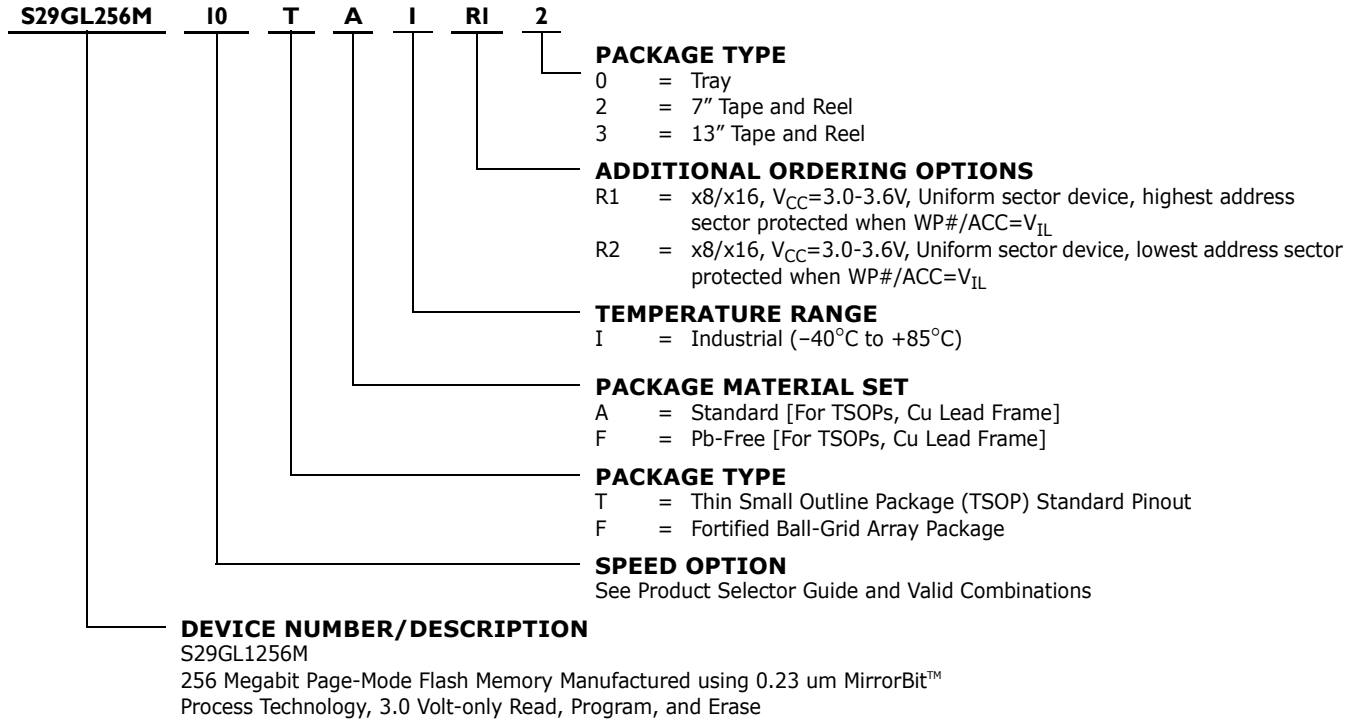 S29GL256M 10 T A I R1 2
PACKAGE TYPE
0 = Tray
2 = 7″ Tape and Reel
3 = 13″ Tape and Reel
ADDITIONAL ORDERING OPTIONS
R1 = x8/x16, VCC=3.0-3.6V, Uniform sector device, highest address
sector protected when WP#/ACC=VIL
R2 = x8/x16, VCC=3.0-3.6V, Uniform sector device, lowest address sector
protected when WP#/ACC=VIL
TEMPERATURE RANGE
I = Industrial (–40°C to +85°C)
PACKAGE MATERIAL SET
A = Standard [For TSOPs, Cu Lead Frame]
F = Pb-Free [For TSOPs, Cu Lead Frame]
PACKAGE TYPE
T = Thin Small Outline Package (TSOP) Standard Pinout
F = Fortified Ball-Grid Array Package
SPEED OPTION
See Product Selector Guide and Valid Combinations
DEVICE NUMBER/DESCRIPTION
S29GL1256M
256 Megabit Page-Mode Flash Memory Manufactured using 0.23 um MirrorBit™
Process Technology, 3.0 Volt-only Read, Program, and Erase